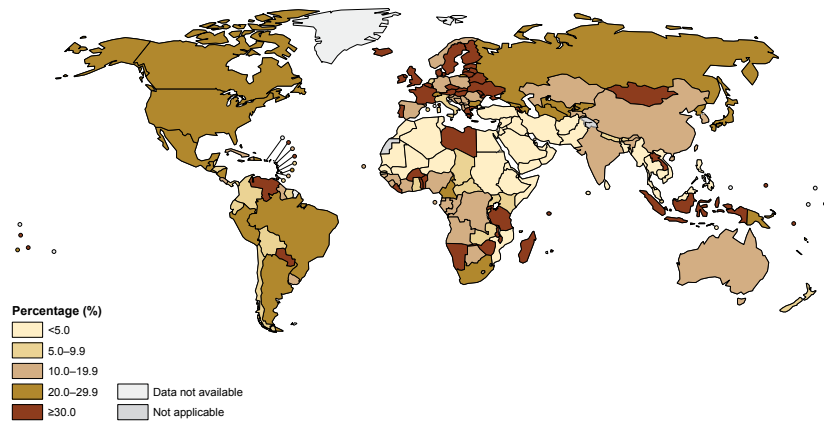 Percentage (%)
<5.0
5.0–9.9
10.0–19.9
20.0–29.9
≥30.0
Data not available
Not applicable